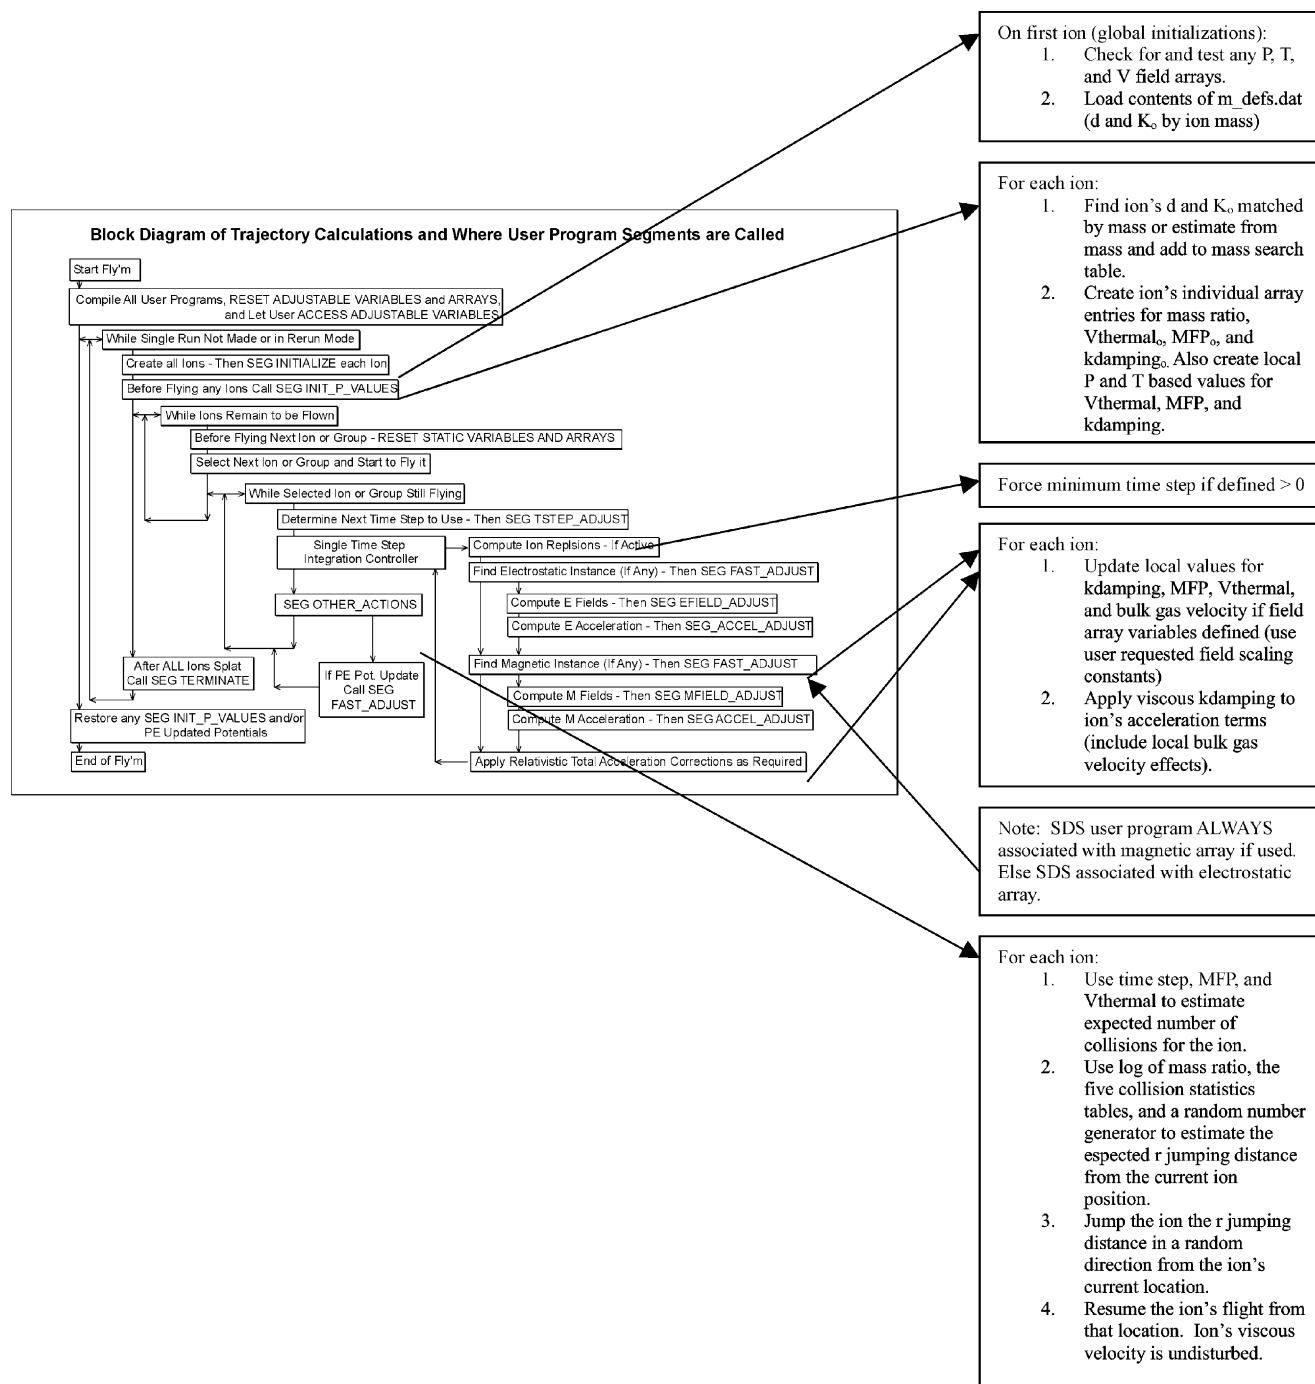 On first ion (global initializations):
1. Check for and test any P, T,
and V field arrays.
2. Load contents of m_defs.dat
(d and Ko by ion mass)
For each ion:
1. Find ion's d and Ko matched
by mass or estimate from
mass and add to mass search
table.
2. Create ion's individual array
entries for mass ratio,
Vthermalo, MFPo, and
kdampingo. Also create local
P and T based values for
Vthermal, MFP, and
kdamping.
Block Diagram of Trajectory Calculations and Where User Program Segments are Called
Start Fly'm
Compile All User Programs, RESET ADJUSTABLE VARIABLES and ARRAYS,
and Let User ACCESS ADJUSTABLE VARIABLES
While Single Run Not Made or in Rerun Mode
Create all Ions - Then SEG INITIALIZE each Ion
Before Flying any Ions Call SEG INIT_P_VALUES
While Ions Remain to be Flown
Before Flying Next Ion or Group - RESET STATIC VARIABLES AND ARRAYS
Select Next Ion or Group and Start to Fly it
While Selected Ion or Group Still Flying
Determine Next Time Step to Use - Then SEG TSTEP_ADJUST
Single Time Step
Integration Controller
Compute Ion Replsions - If Active
Find Electrostatic Instance (If Any) - Then SEG FAST_ADJUST
SEG OTHER_ACTIONS
Compute E Fields - Then SEG EFIELD_ADJUST
Compute E Acceleration - Then SEG_ACCEL_ADJUST
After ALL Ions Splat
Call SEG TERMINATE
If PE Pot. Update
Call SEG
FAST_ADJUST
Find Magnetic Instance (If Any) - Then SEG FAST_ADJUST
Compute M Fields - Then SEG MFIELD_ADJUST
Compute M Acceleration - Then SEG ACCEL_ADJUST
Restore any SEG INIT_P_VALUES and/or
PE Updated Potentials
End of Fly'm
Apply Relativistic Total Acceleration Corrections as Required
Force minimum time step if defined > 0
For each ion:
1. Update local values for
kdamping, MFP, Vthermal,
and bulk gas velocity if field
array variables defined (use
user requested field scaling
constants)
2. Apply viscous kdamping to
ion's acceleration terms
(include local bulk gas
velocity effects).
Note: SDS user program ALWAYS
associated with magnetic array if used.
Else SDS associated with electrostatic
array.
For each ion:
1. Use time step, MFP, and
Vthermal to estimate
expected number of
collisions for the ion.
2. Use log of mass ratio, the
five collision statistics
tables, and a random number
generator to estimate the
espected r jumping distance
from the current ion
position.
3. Jump the ion the r jumping
distance in a random
direction from the ion's
current location.
4. Resume the ion's flight from
that location. Ion's viscous
velocity is undisturbed.